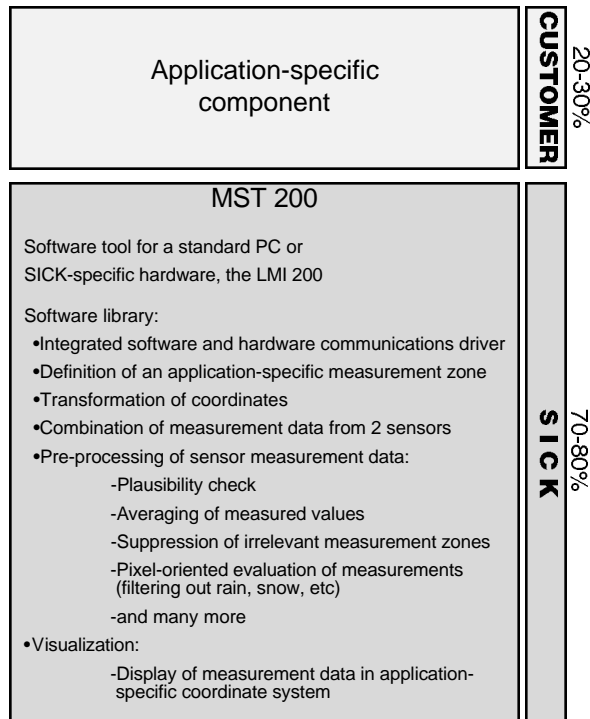 Application-specific
component
CUSTOMER
20-30%
MST 200
Software tool for a standard PC or
SICK-specific hardware, the LMI 200
Software library:
•Integrated software and hardware communications driver
•Definition of an application-specific measurement zone
•Transformation of coordinates
•Combination of measurement data from 2 sensors
•Pre-processing of sensor measurement data:
-Plausibility check
-Averaging of measured values
-Suppression of irrelevant measurement zones
-Pixel-oriented evaluation of measurements
(filtering out rain, snow, etc)
-and many more
•Visualization:
-Display of measurement data in application-
specific coordinate system
SICK
70-80%